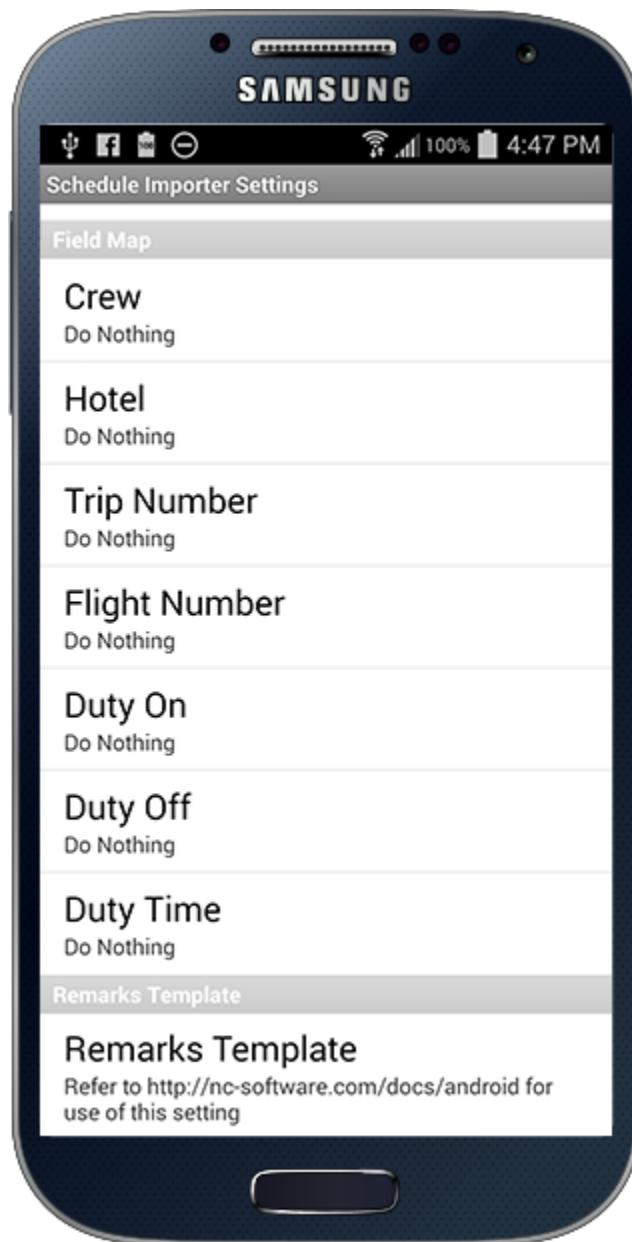 SAMSUNG
100% 4:47 PM
Schedule Importer Settings
Field Map
Crew
Do Nothing
Hotel
Do Nothing
Trip Number
Do Nothing
Flight Number
Do Nothing
Duty On
Do Nothing
Duty Off
Do Nothing
Duty Time
Do Nothing
Remarks Template
Remarks Template
Refer to http://nc-software.com/docs/android for
use of this setting